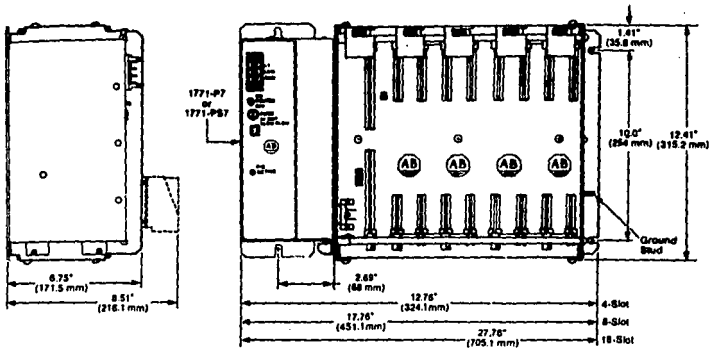 1.41"
(35.8 mm)
1771-P7
or
1771-PS7
10.0"
(254 mm)
12.41"
(315.2 mm)
AB
AB
AB
AB
AB
Ground
Stud
6.75"
(171.5 mm)
8.51"
(216.1 mm)
2.69"
(68 mm)
12.76"
(324.1mm)
4-Slot
17.76"
(451.1mm)
8-Slot
27.76"
(705.1 mm)
16-Slot